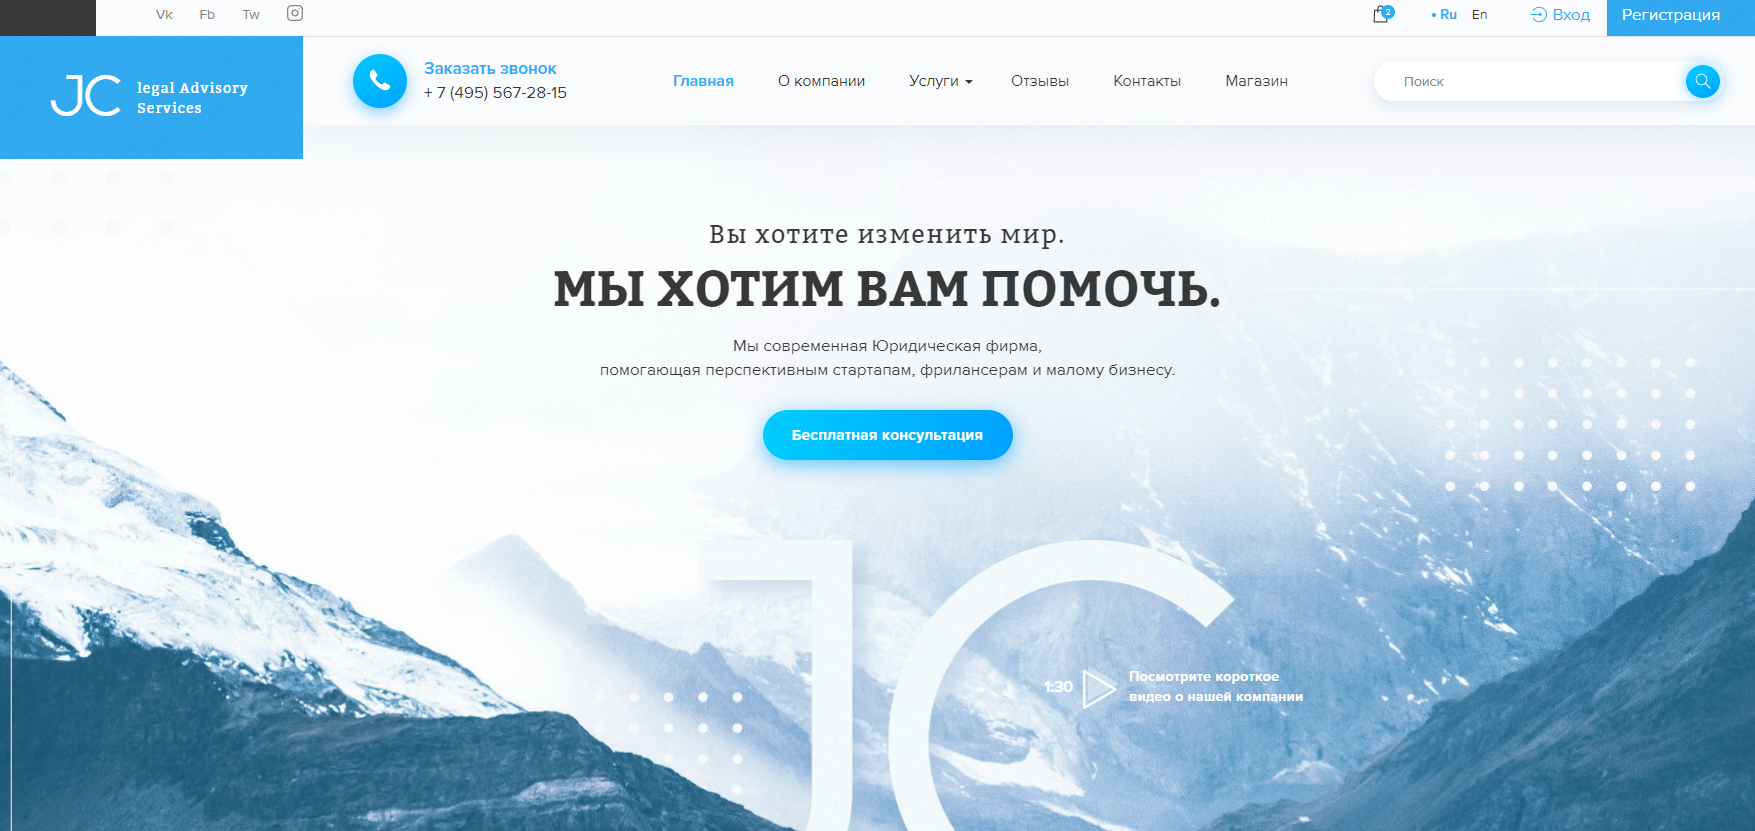 Vk Fb Tw
2
• Ru En
Вход
Регистрация
JC
legal Advisory
Services
Заказать звонок
+ 7 (495) 567-28-15
Главная
О компании
Услуги
Отзывы
Контакты
Магазин
Поиск
Вы хотите изменить мир.
МЫ ХОТИМ ВАМ ПОМОЧЬ.
Мы современная Юридическая фирма,
помогающая перспективным стартапам, фрилансерам и малому бизнесу.
Бесплатная консультация
JC
1:30
Посмотрите короткое
видео о нашей компании